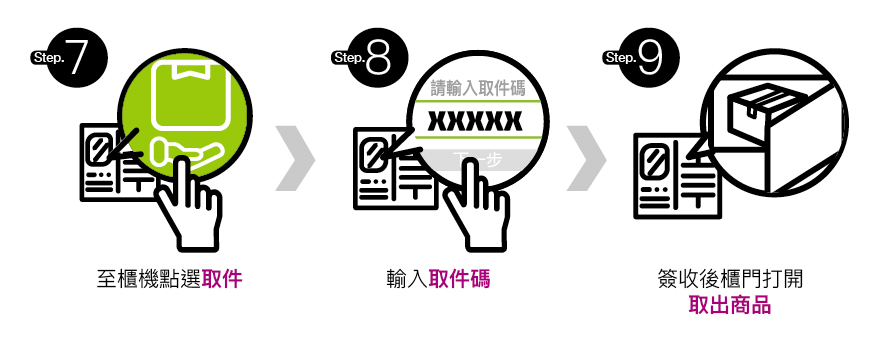 Step. 7
Step. 8
Step. 9
請輸入取件碼
XXXXX
下一步
至櫃機點選取件
輸入取件碼
簽收後櫃門打開
取出商品